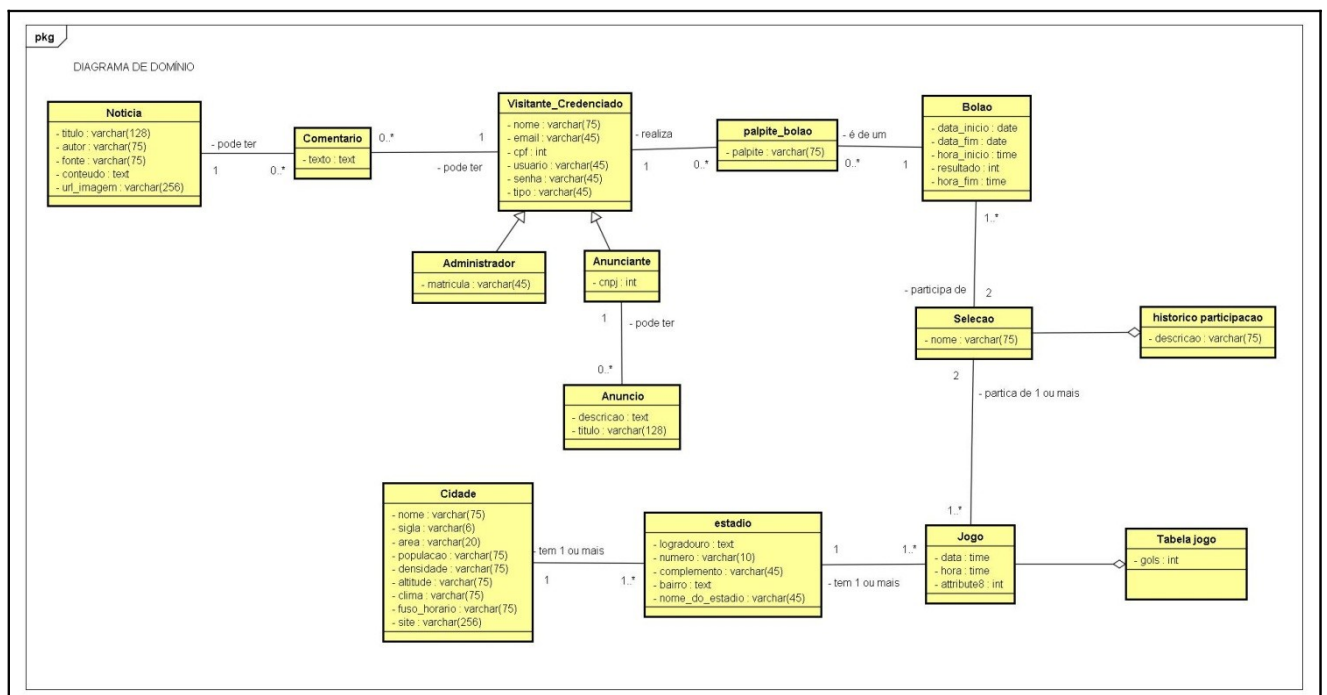 pkg
DIAGRAMA DE DOMÍNIO
Noticia
- titulo : varchar(128)
- autor : varchar(75)
- fonte : varchar(75)
- conteudo : text
- url_imagem : varchar(256)
- pode ter
1
0..*
Comentario
- texto : text
0..*
1
- pode ter
Visitante_Credenciado
- nome : varchar(75)
- email : varchar(45)
- cpf : int
- usuario : varchar(45)
- senha : varchar(45)
- tipo : varchar(45)
- realiza
1
0..*
palpite_bolao
- palpite : varchar(75)
- é de um
0..*
1
Bolao
- data_inicio : date
- data_fim : date
- hora_inicio : time
- resultado : int
- hora_fim : time
1..*
Administrador
- matricula : varchar(45)
Anunciante
- cnpj : int
1
- pode ter
0..*
Anuncio
- descricao : text
- titulo : varchar(128)
- participa de
2
Selecao
- nome : varchar(75)
historico participacao
- descricao : varchar(75)
2
- partica de 1 ou mais
1..*
Cidade
- nome : varchar(75)
- sigla : varchar(6)
- area : varchar(20)
- populacao : varchar(75)
- densidade : varchar(75)
- altitude : varchar(75)
- clima : varchar(75)
- fuso_horario : varchar(75)
- site : varchar(256)
- tem 1 ou mais
1
1..*
estadio
- logradouro : text
- numero : varchar(10)
- complemento : varchar(45)
- bairro : text
- nome_do_estadio : varchar(45)
1
1..*
- tem 1 ou mais
Jogo
- data : time
- hora : time
- attribute8 : int
Tabela jogo
- gols : int